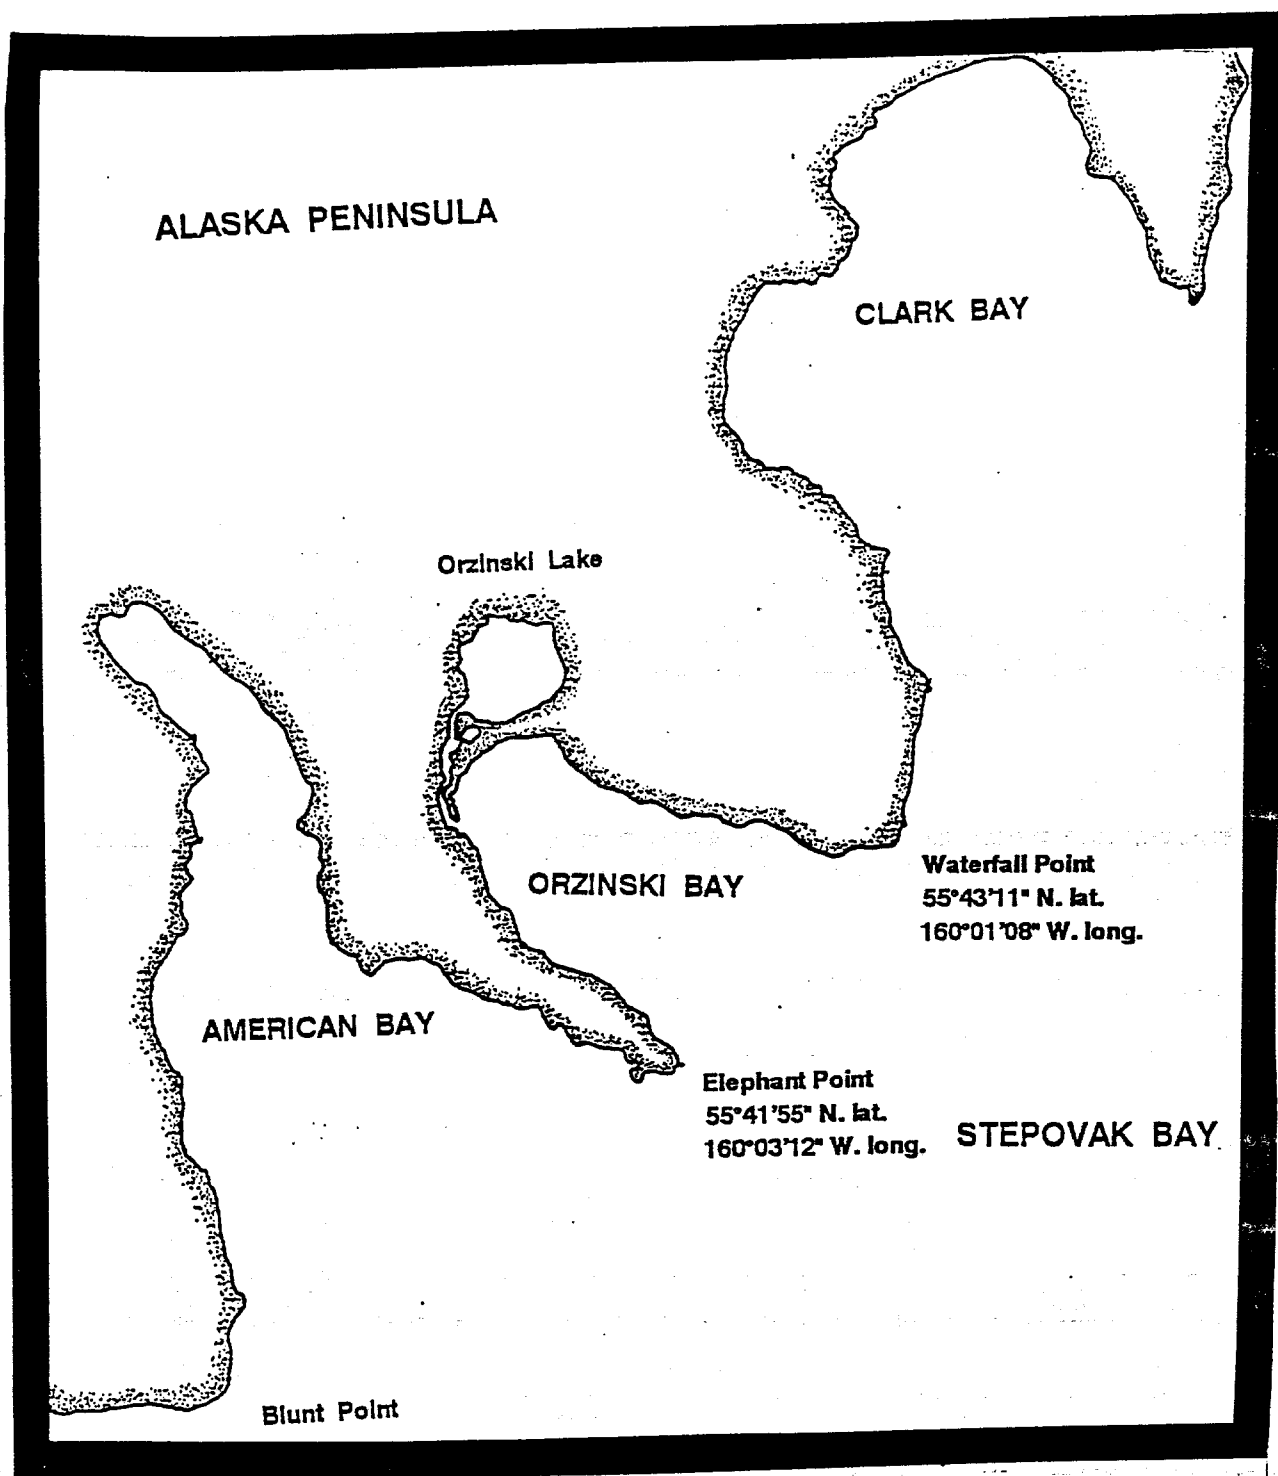 ALASKA PENINSULA
CLARK BAY
Orzinski Lake
ORZINSKI BAY
Waterfall Point
55°43'11" N. lat.
160°01'08" W. long.
AMERICAN BAY
Elephant Point
55°41'55" N. lat.
160°03'12" W. long.
STEPOVAK BAY
Blunt Point